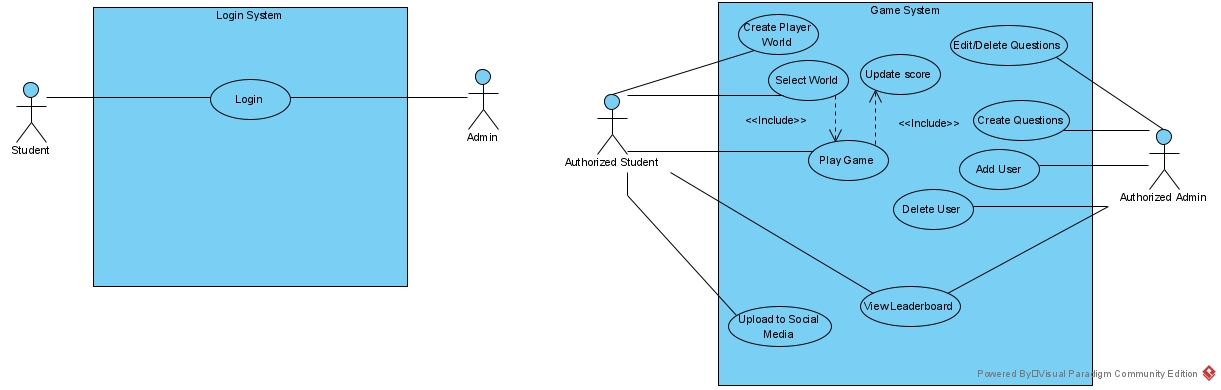 Login System
Login
Student
Admin
Game System
Create Player
World
Edit/Delete Questions
Select World
Update score
<<Include>>
<<Include>>
Create Questions
Authorized Student
Play Game
Add User
Authorized Admin
Delete User
View Leaderboard
Upload to Social
Media
Powered By Visual Paradigm Community Edition